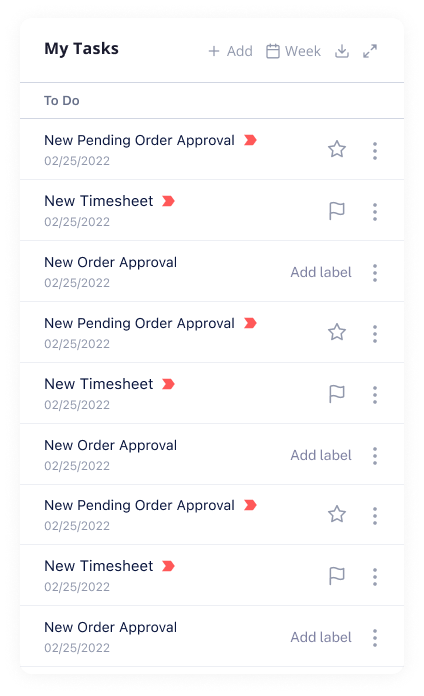 My Tasks
+ Add Week
To Do
New Pending Order Approval
02/25/2022
New Timesheet
02/25/2022
New Order Approval
02/25/2022
Add label
New Pending Order Approval
02/25/2022
New Timesheet
02/25/2022
New Order Approval
02/25/2022
Add label
New Pending Order Approval
02/25/2022
New Timesheet
02/25/2022
New Order Approval
02/25/2022
Add label